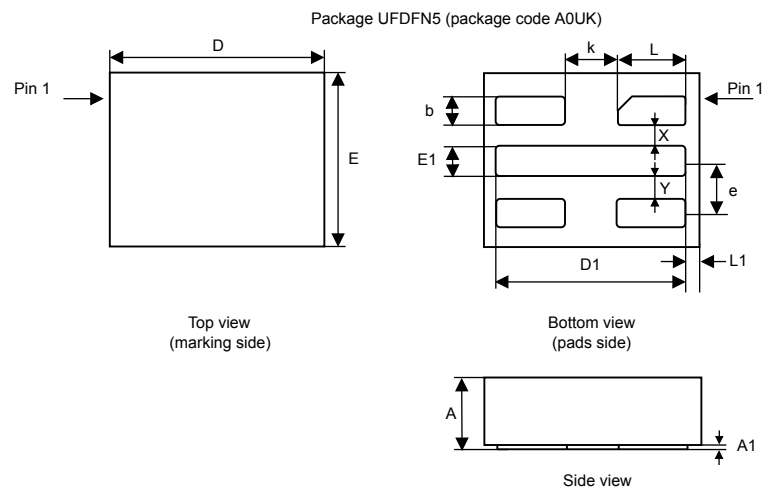 Package UFDFN5 (package code A0UK)
D
k
L
Pin 1
Pin 1
b
X
E
E1
Y
e
D1
L1
Top view
(marking side)
Bottom view
(pads side)
A
A1
Side view